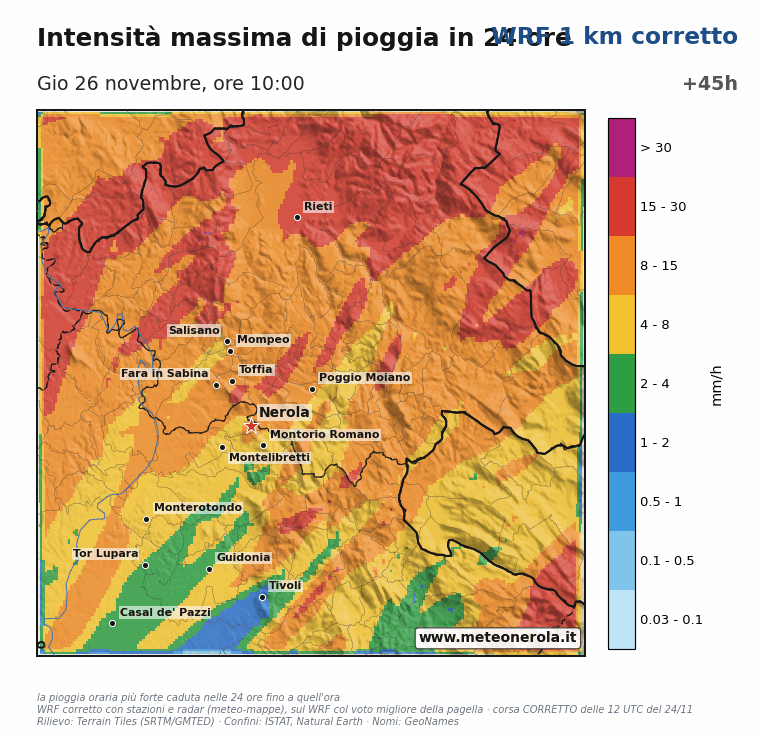 Intensità massima di pioggia in 24 ore
WRF 1 km corretto
Gio 26 novembre, ore 10:00
+45h
Rieti
Salisano
Mompeo
Toffia
Fara in Sabina
Poggio Moiano
Nerola
Montorio Romano
Montelibretti
Monterotondo
Tor Lupara
Guidonia
Tivoli
Casal de' Pazzi
www.meteonerola.it
> 30
15 - 30
8 - 15
4 - 8
2 - 4
1 - 2
0.5 - 1
0.1 - 0.5
0.03 - 0.1
mm/h
la pioggia oraria più forte caduta nelle 24 ore fino a quell'ora
WRF corretto con stazioni e radar (meteo-mappe), sul WRF col voto migliore della pagella · corsa CORRETTO delle 12 UTC del 24/11
Rilievo: Terrain Tiles (SRTM/GMTED) · Confini: ISTAT, Natural Earth · Nomi: GeoNames